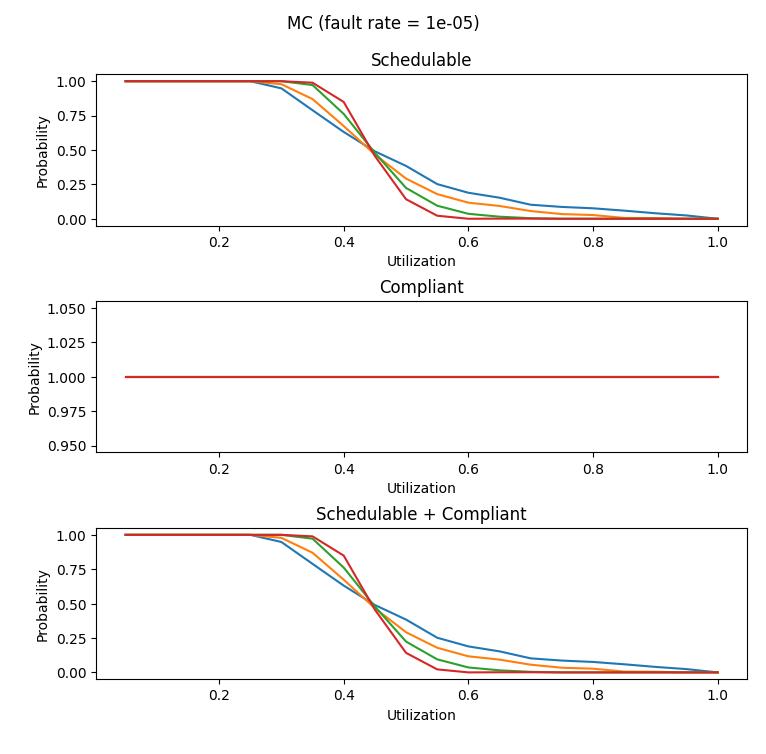 MC (fault rate = 1e-05)
Schedulable
1.00
0.75
0.50
0.25
0.00
Probability
0.2 0.4 0.6 0.8 1.0
Utilization
Compliant
1.050
1.025
1.000
0.975
0.950
Probability
0.2 0.4 0.6 0.8 1.0
Utilization
Schedulable + Compliant
1.00
0.75
0.50
0.25
0.00
Probability
0.2 0.4 0.6 0.8 1.0
Utilization